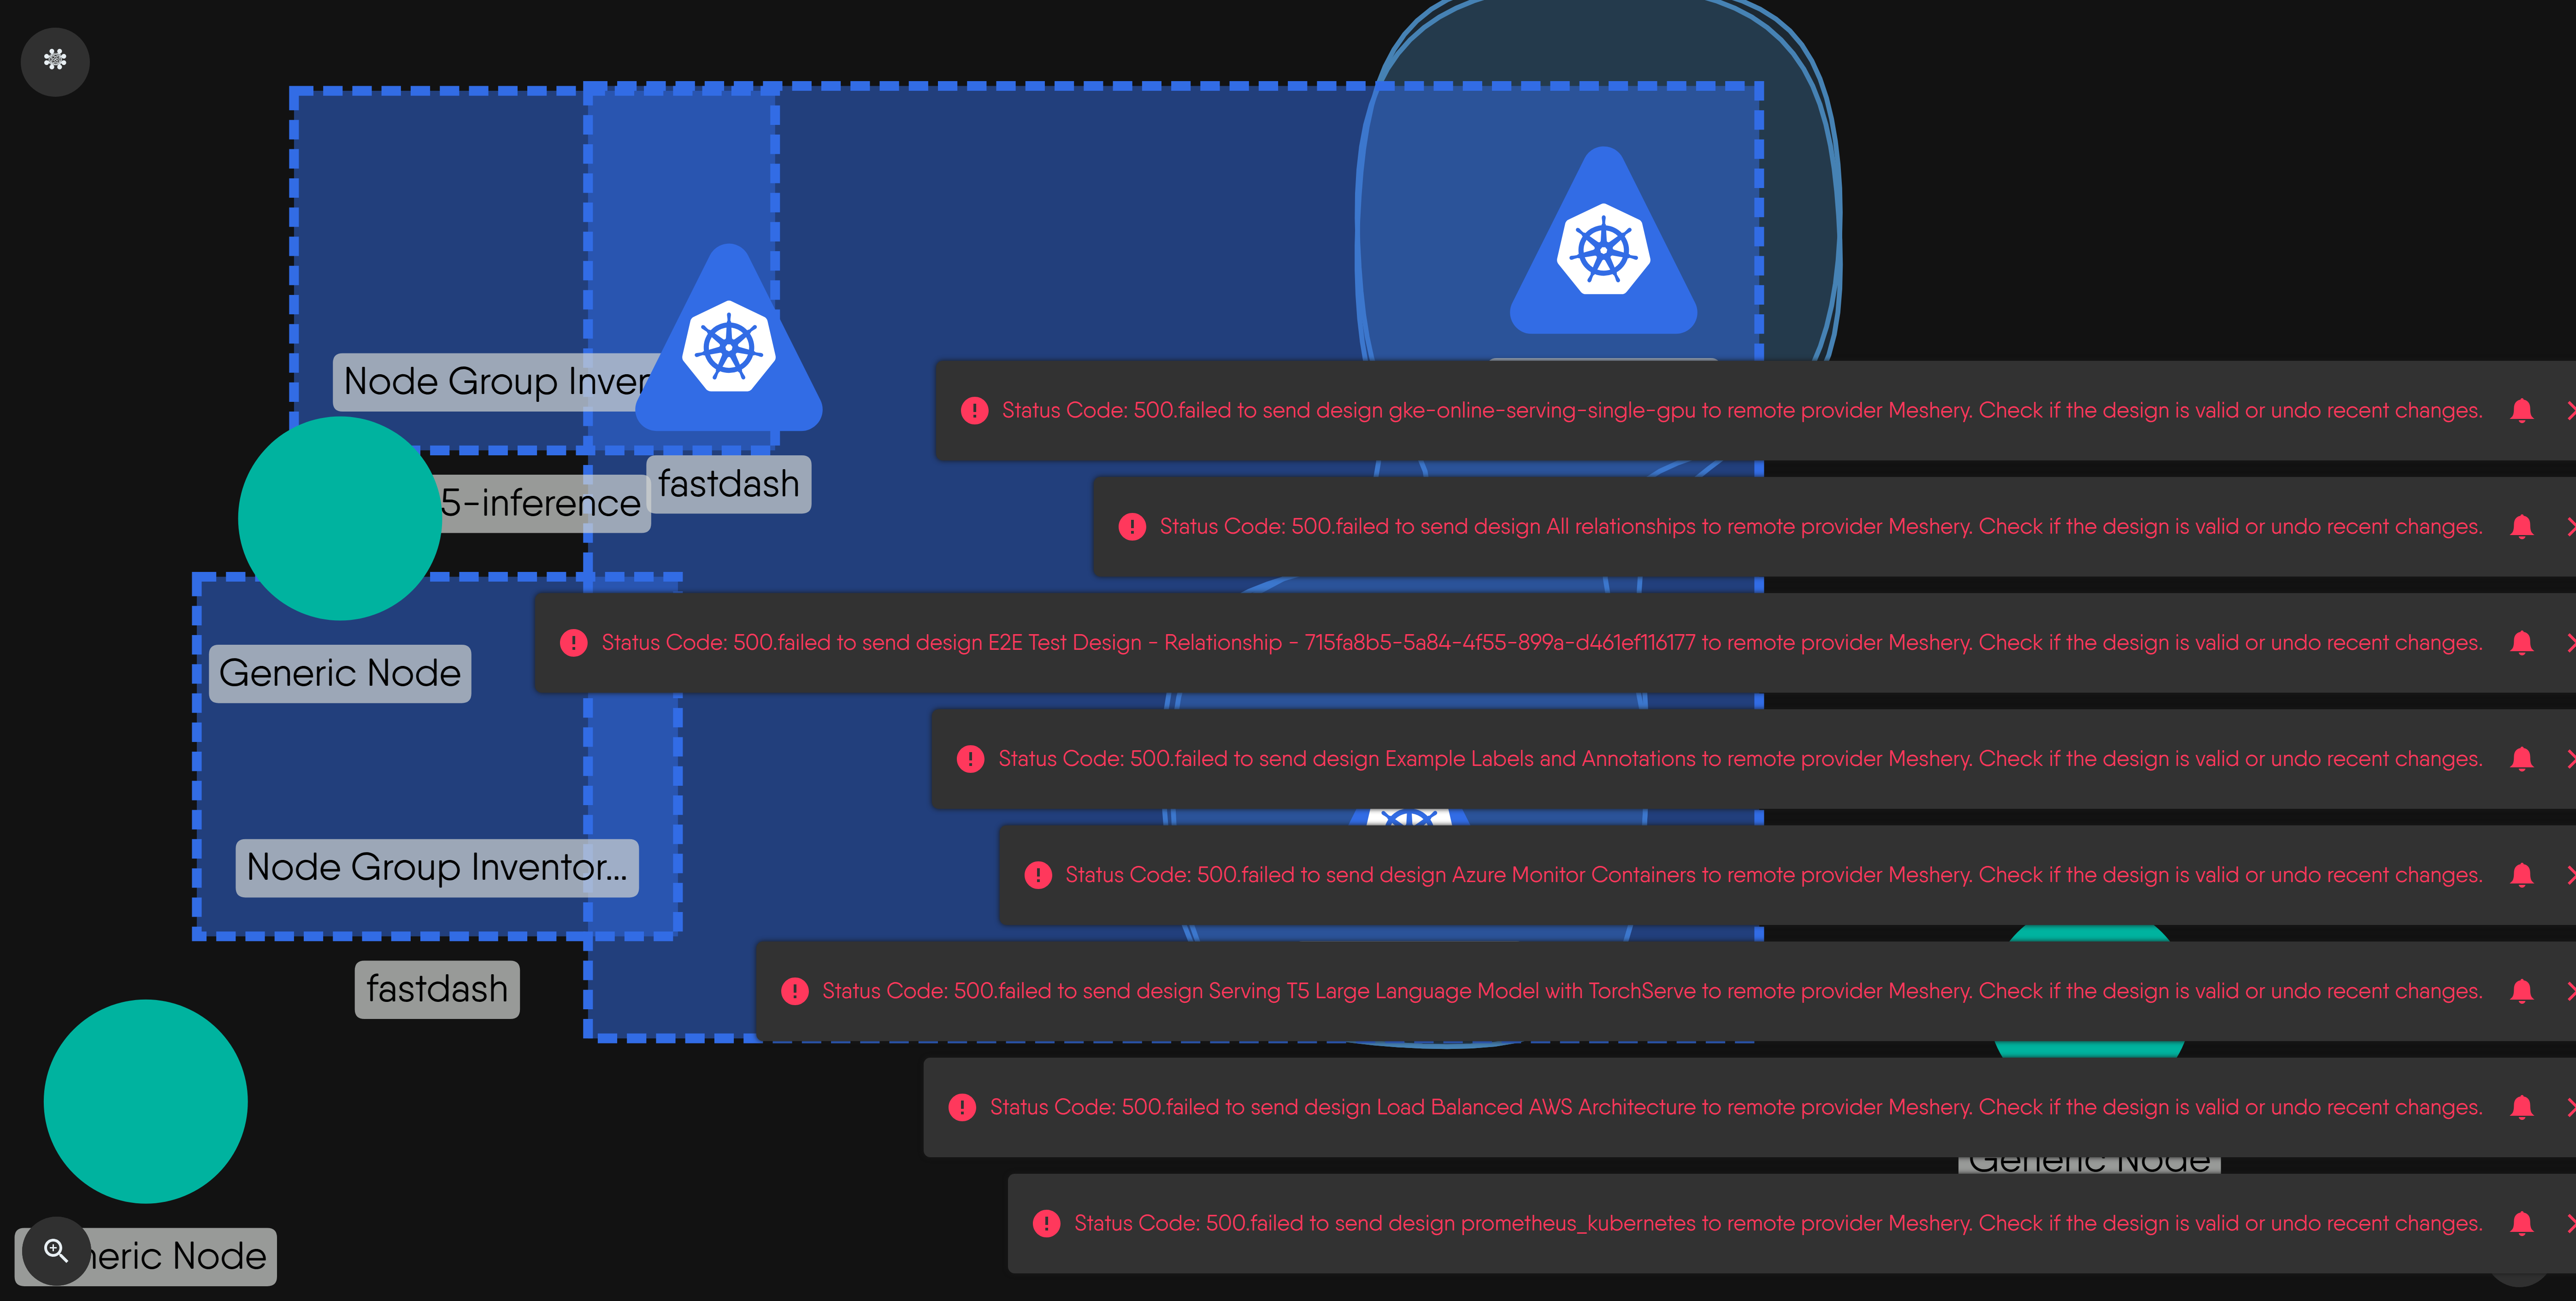 Node Group Inver
Status Code: 500.failed to send design gke-online-serving-single-gpu to remote provider Meshery. Check if the design is valid or undo recent changes.
fastdash
5-inference
Status Code: 500.failed to send design All relationships to remote provider Meshery. Check if the design is valid or undo recent changes.
Status Code: 500.failed to send design E2E Test Design - Relationship - 715fa8b5-5a84-4f55-899a-d461ef116177 to remote provider Meshery. Check if the design is valid or undo recent changes.
Generic Node
Status Code: 500.failed to send design Example Labels and Annotations to remote provider Meshery. Check if the design is valid or undo recent changes.
Node Group Inventor...
Status Code: 500.failed to send design Azure Monitor Containers to remote provider Meshery. Check if the design is valid or undo recent changes.
fastdash
Status Code: 500.failed to send design Serving T5 Large Language Model with TorchServe to remote provider Meshery. Check if the design is valid or undo recent changes.
Status Code: 500.failed to send design Load Balanced AWS Architecture to remote provider Meshery. Check if the design is valid or undo recent changes.
Generic Node
Status Code: 500.failed to send design prometheus_kubernetes to remote provider Meshery. Check if the design is valid or undo recent changes.
neric Node